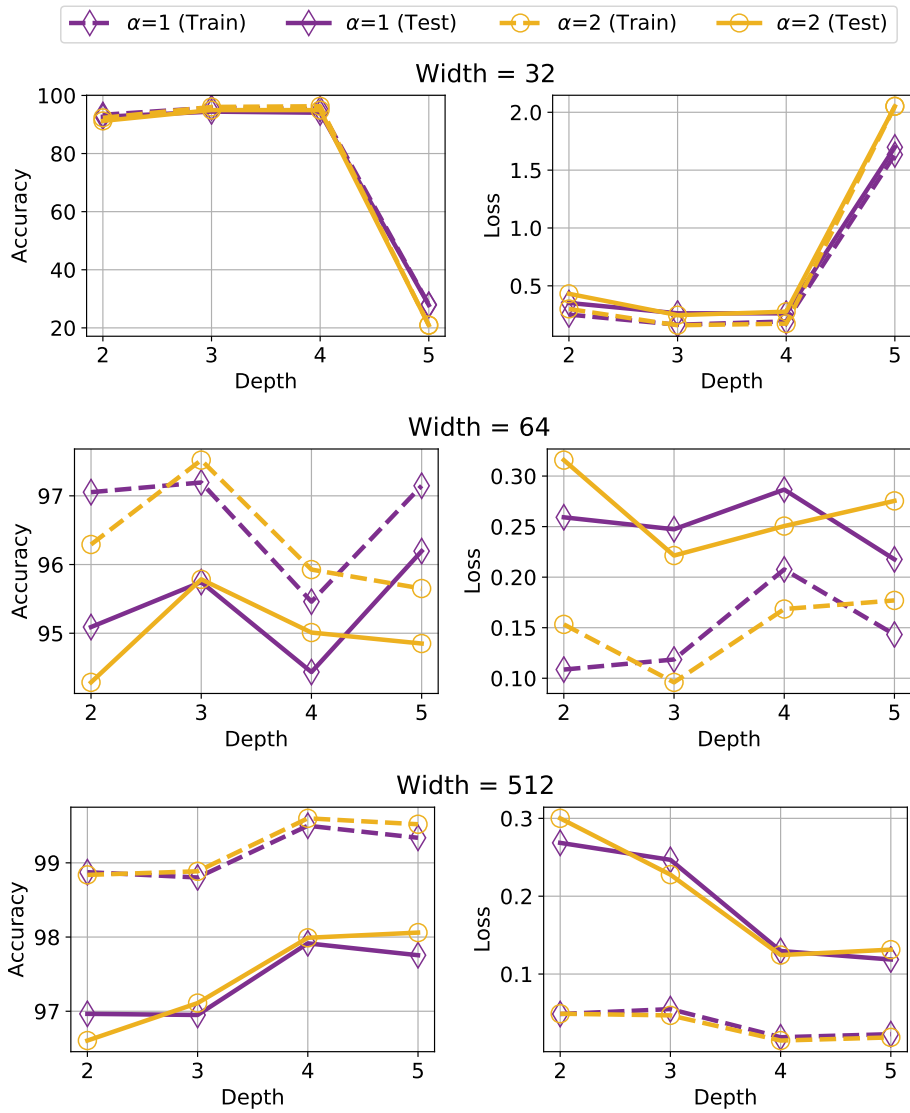 α=1 (Train) α=1 (Test) α=2 (Train) α=2 (Test)
Width = 32
100
80
60
40
20
Accuracy
2 3 4 5
Depth
2.0
1.5
1.0
0.5
Loss
2 3 4 5
Depth
Width = 64
97
96
95
Accuracy
2 3 4 5
Depth
0.30
0.25
0.20
0.15
0.10
Loss
2 3 4 5
Depth
Width = 512
99
98
97
Accuracy
2 3 4 5
Depth
0.3
0.2
0.1
Loss
2 3 4 5
Depth